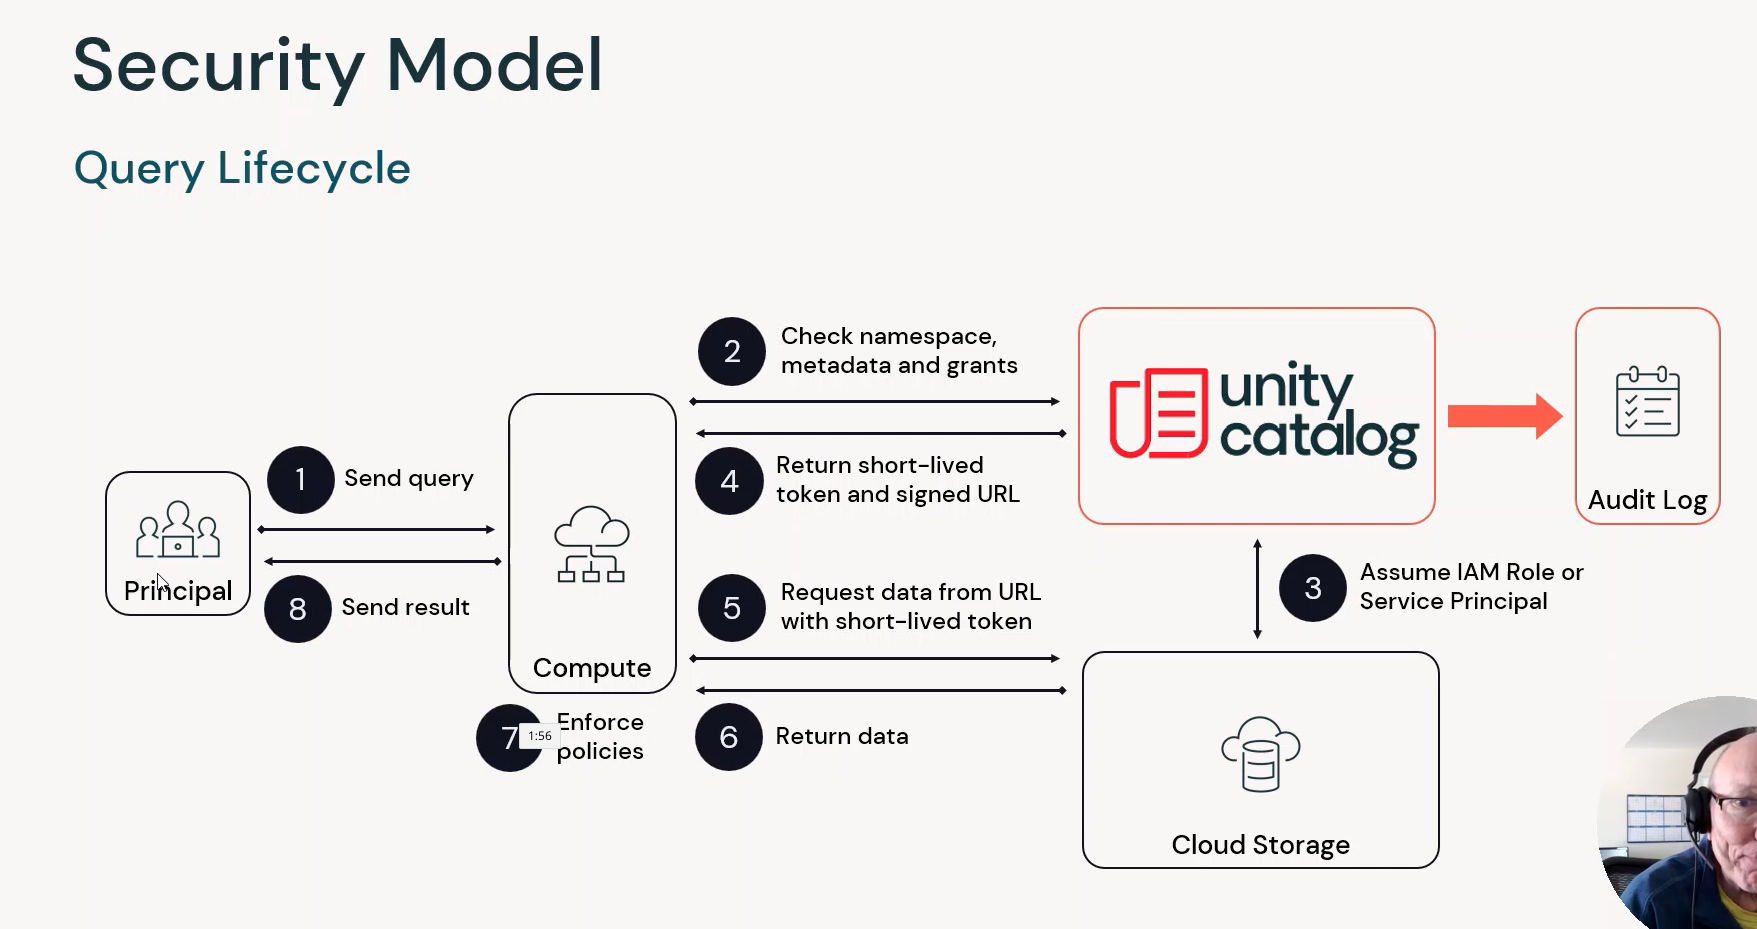 Security Model
Query Lifecycle
2
Check namespace,
metadata and grants
unity
catalog
Audit Log
1
Send query
4
Return short-lived
token and signed URL
Principal
8
Send result
Compute
5
Request data from URL
with short-lived token
3
Assume IAM Role or
Service Principal
7
1:56
Enforce
policies
6
Return data
Cloud Storage